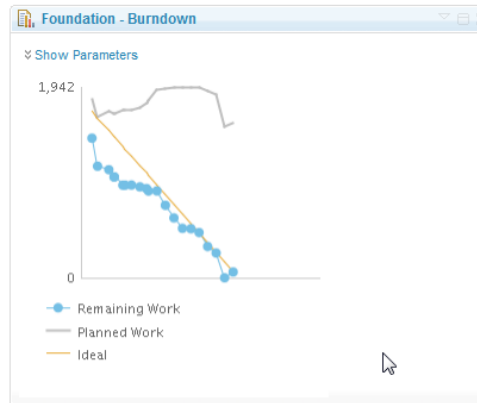 Foundation - Burndown
Show Parameters
1,942
0
Remaining Work
Planned Work
Ideal